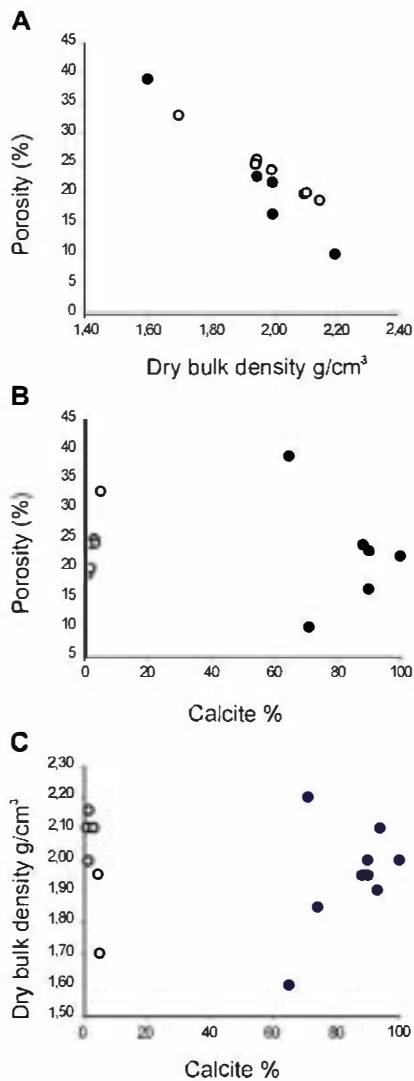 A
45
40
35
30
25
20
15
10
5
0
Porosity (%)
1,40 1,60 1,80 2,00 2,20 2,40
Dry bulk density g/cm³
B
45
40
35
30
25
20
15
10
5
Porosity (%)
0 20 40 60 80 100
Calcite %
C
2,30
2,20
2,10
2,00
1,90
1,80
1,70
1,60
1,50
Dry bulk density g/cm³
0 20 40 60 80 100
Calcite %